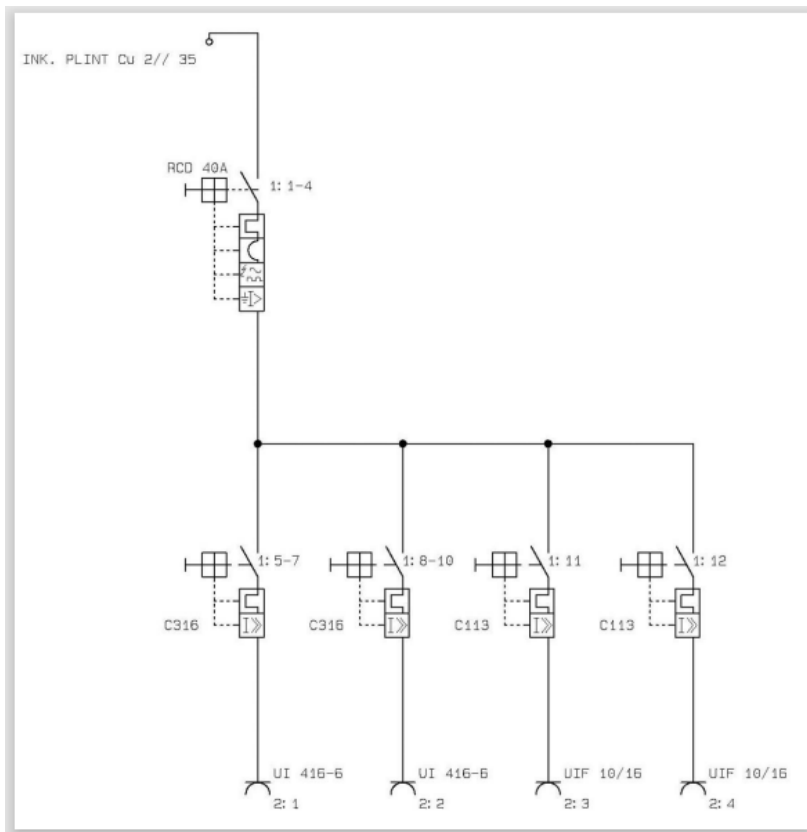 INK. PLINT Cu 2// 35
RCD 40A
1: 1-4
1: 5-7
1: 8-10
1: 11
1: 12
C316
C316
C113
C113
UI 416-6
UI 416-6
UIF 10/16
UIF 10/16
2: 1
2: 2
2: 3
2: 4